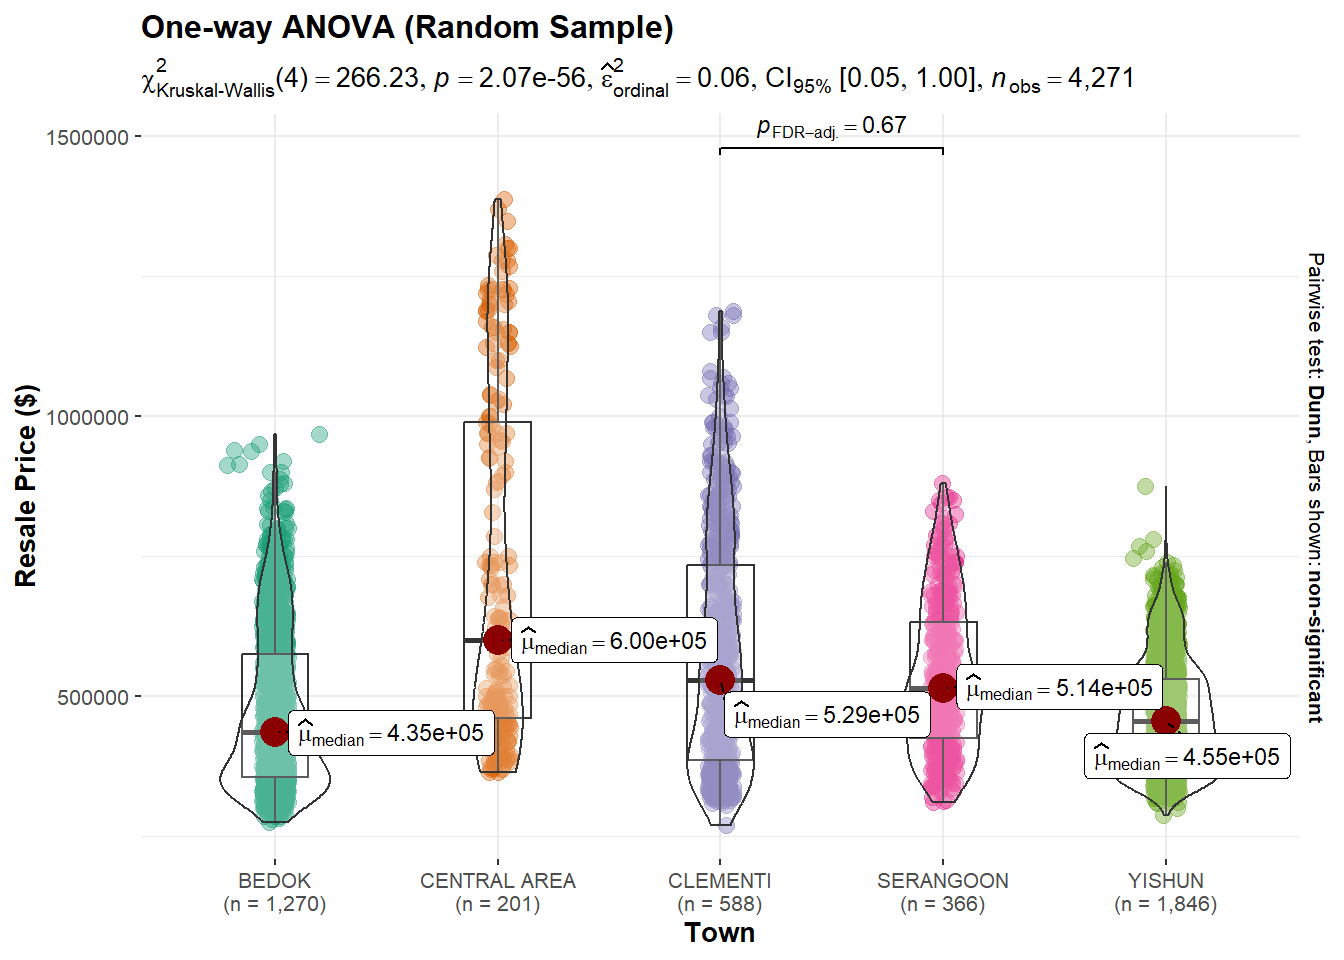 One-way ANOVA (Random Sample)
χ²Kruskal-Wallis(4) = 266.23, p = 2.07e-56, ε̂²ordinal = 0.06, CI95% [0.05, 1.00], nobs = 4,271
pFDR−adj. = 0.67
1500000
1000000
500000
Resale Price ($)
μ̂median = 4.35e+05
μ̂median = 6.00e+05
μ̂median = 5.29e+05
μ̂median = 5.14e+05
μ̂median = 4.55e+05
Pairwise test: Dunn, Bars shown: non-significant
BEDOK
(n = 1,270)
CENTRAL AREA
(n = 201)
CLEMENTI
(n = 588)
SERANGOON
(n = 366)
YISHUN
(n = 1,846)
Town